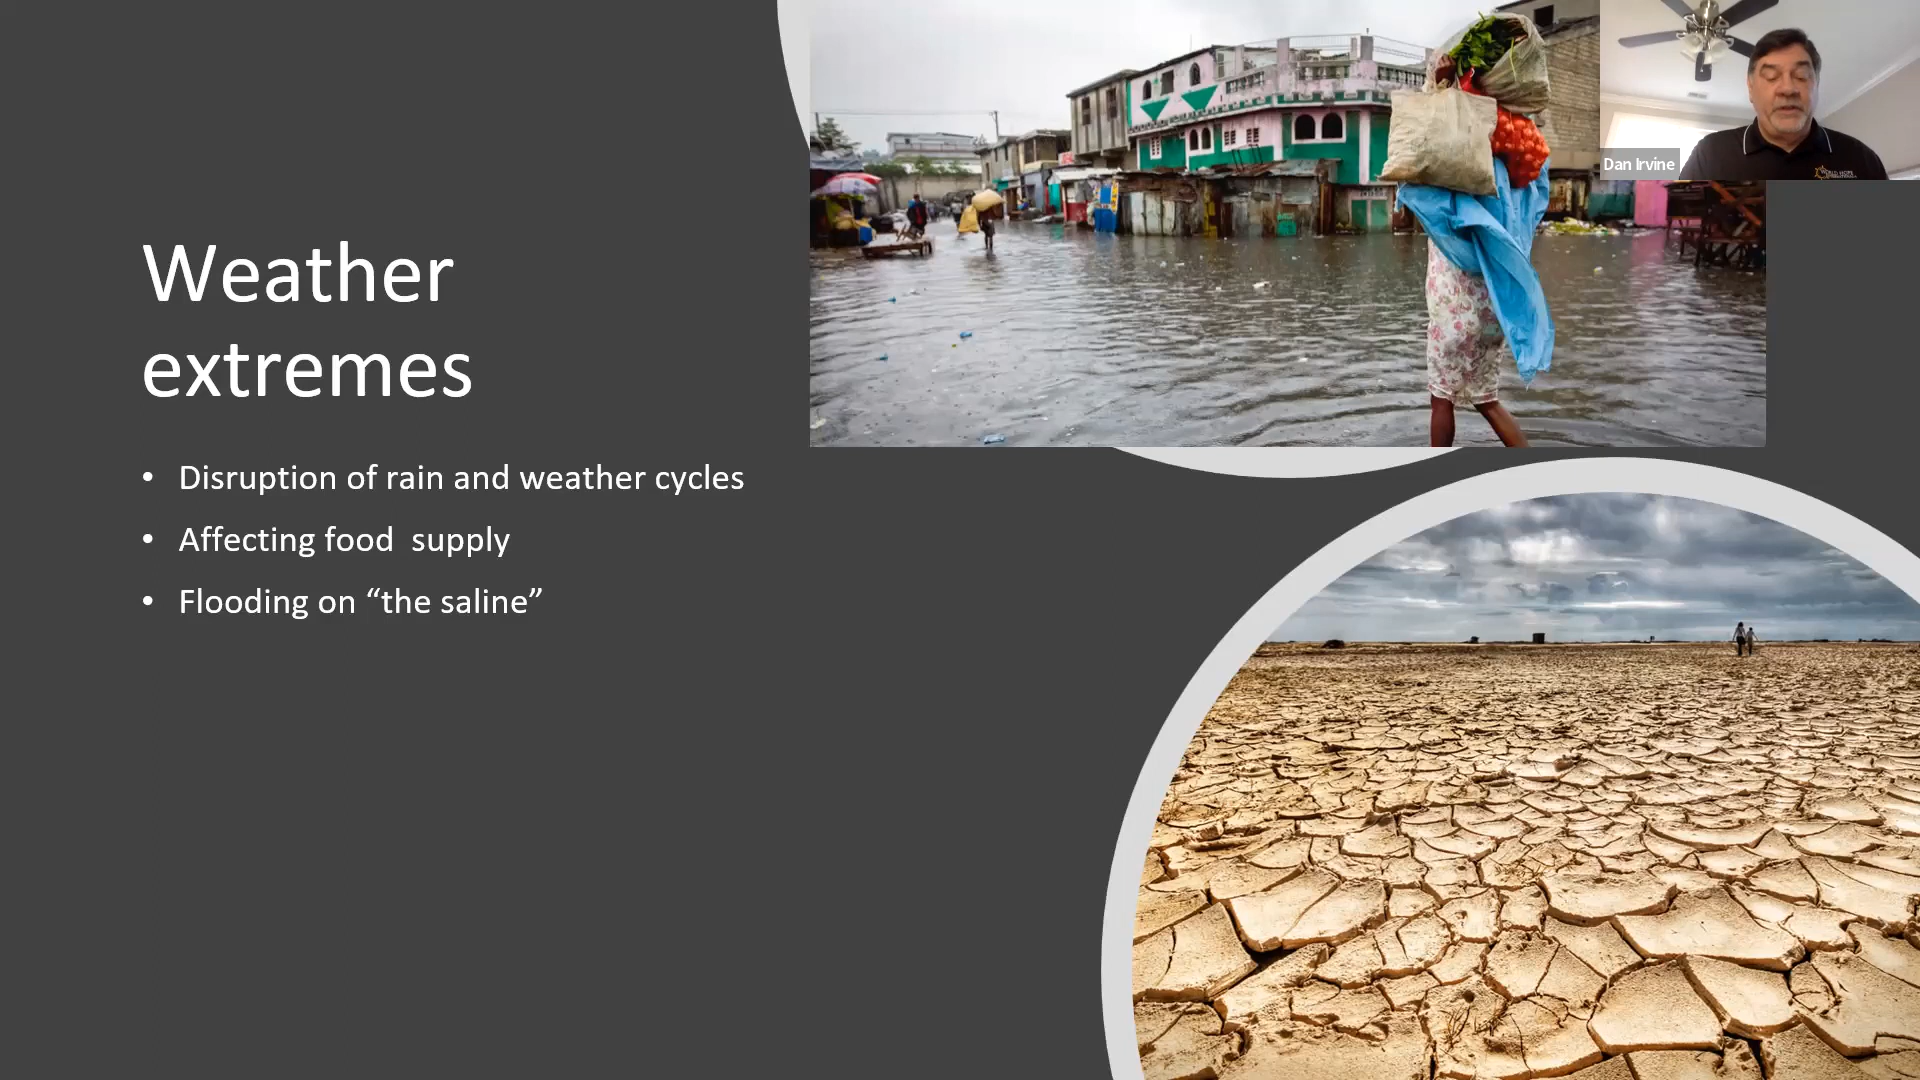 Dan Irvine
Weather
extremes
• Disruption of rain and weather cycles
• Affecting food  supply
• Flooding on “the saline”